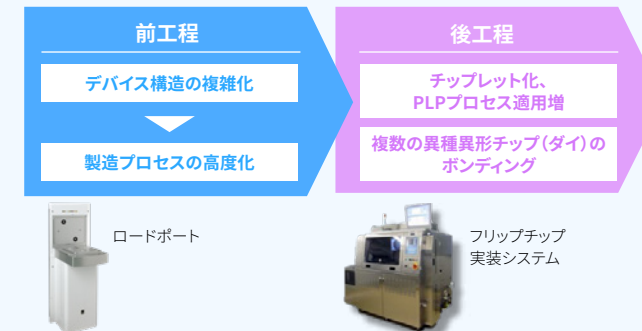 前工程
デバイス構造の複雑化
製造プロセスの高度化
ロードポート
後工程
チップレット化、
PLPプロセス適用増
複数の異種異形チップ（ダイ）の
ボンディング
フリップチップ
実装システム